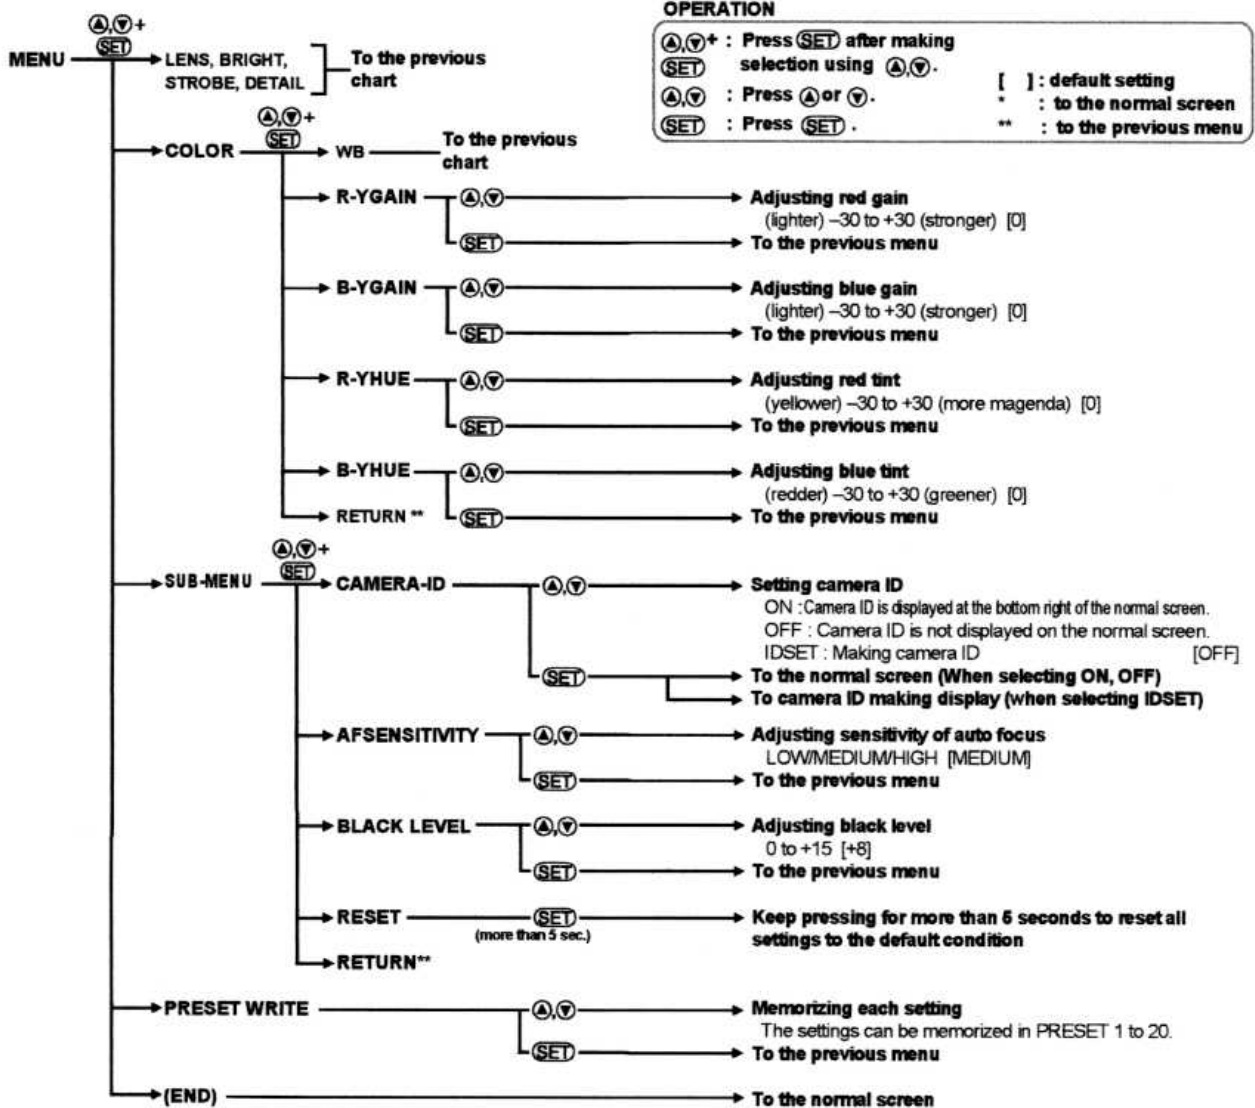 OPERATION
▲,▼+ : Press SET after making
SET selection using ▲,▼.
▲,▼ : Press ▲ or ▼.
SET : Press SET .
[ ] : default setting
* : to the normal screen
** : to the previous menu
▲,▼+
SET
MENU
LENS, BRIGHT,
STROBE, DETAIL
To the previous
chart
▲,▼+
SET
COLOR
WB
To the previous
chart
R-YGAIN ▲,▼ Adjusting red gain
(lighter) –30 to +30 (stronger) [0]
SET To the previous menu
B-YGAIN ▲,▼ Adjusting blue gain
(lighter) –30 to +30 (stronger) [0]
SET To the previous menu
R-YHUE ▲,▼ Adjusting red tint
(yellower) –30 to +30 (more magenda) [0]
SET To the previous menu
B-YHUE ▲,▼ Adjusting blue tint
(redder) –30 to +30 (greener) [0]
RETURN ** SET To the previous menu
▲,▼+
SET
SUB-MENU CAMERA-ID ▲,▼ Setting camera ID
ON : Camera ID is displayed at the bottom right of the normal screen.
OFF : Camera ID is not displayed on the normal screen.
IDSET : Making camera ID [OFF]
SET To the normal screen (When selecting ON, OFF)
To camera ID making display (when selecting IDSET)
AFSENSITIVITY ▲,▼ Adjusting sensitivity of auto focus
LOW/MEDIUM/HIGH [MEDIUM]
SET To the previous menu
BLACK LEVEL ▲,▼ Adjusting black level
0 to +15 [+8]
SET To the previous menu
RESET SET Keep pressing for more than 5 seconds to reset all
(more than 5 sec.) settings to the default condition
RETURN**
PRESET WRITE ▲,▼ Memorizing each setting
The settings can be memorized in PRESET 1 to 20.
SET To the previous menu
(END) To the normal screen